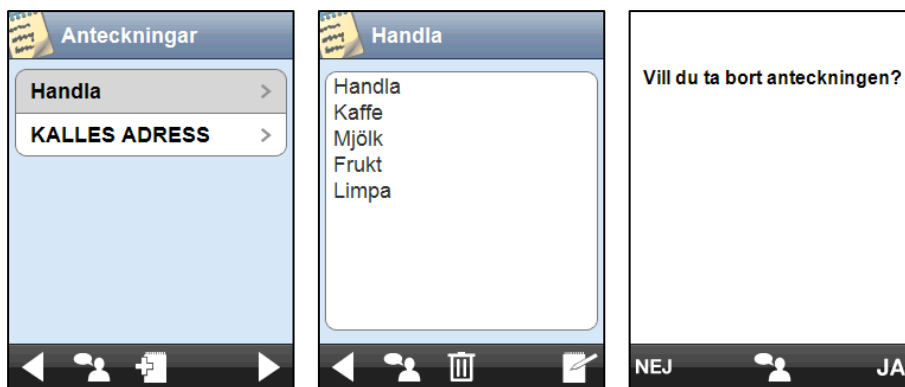 Anteckningar
Handla
KALLES ADRESS
Handla
Handla
Kaffe
Mjölk
Frukt
Limpa
Vill du ta bort anteckningen?
NEJ
JA